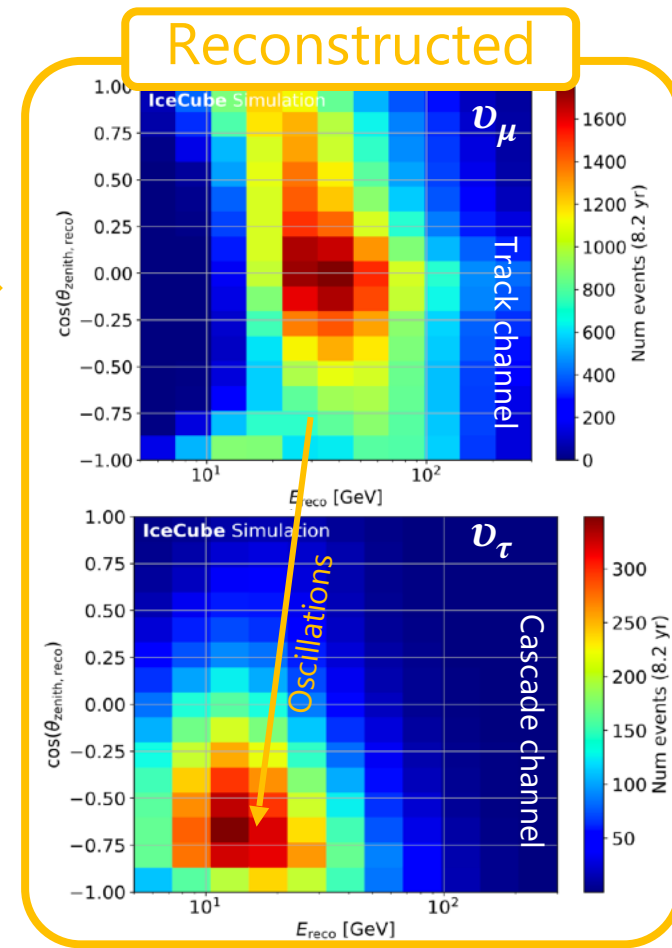 Reconstructed
IceCube Simulation
υμ
Track channel
cos(θzenith, reco)
1.00
0.75
0.50
0.25
0.00
−0.25
−0.50
−0.75
−1.00
10¹
10²
Ereco [GeV]
1600
1400
1200
1000
800
600
400
200
0
Num events (8.2 yr)
Oscillations
IceCube Simulation
υτ
Cascade channel
cos(θzenith, reco)
1.00
0.75
0.50
0.25
0.00
−0.25
−0.50
−0.75
−1.00
10¹
10²
Ereco [GeV]
300
250
200
150
100
50
Num events (8.2 yr)